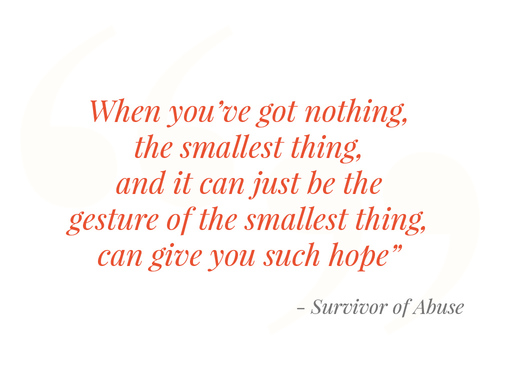 When you’ve got nothing,
the smallest thing,
and it can just be the
gesture of the smallest thing,
can give you such hope”
– Survivor of Abuse